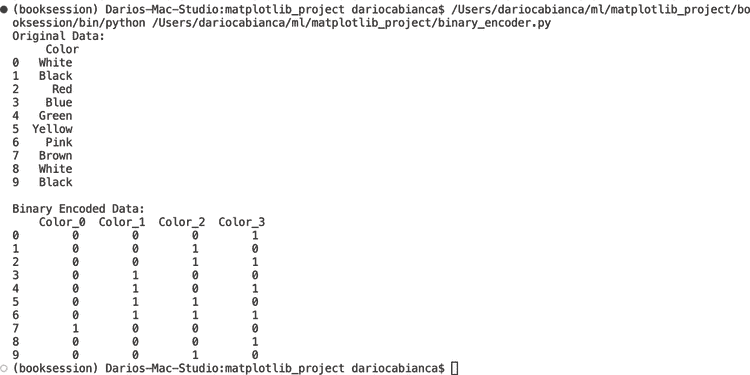 (booksession) Darios-Mac-Studio:matplotlib_project dariocabianca$ /Users/dariocabianca/ml/matplotlib_project/bo
oksession/bin/python /Users/dariocabianca/ml/matplotlib_project/binary_encoder.py
Original Data:
     Color
0    White
1    Black
2      Red
3     Blue
4    Green
5   Yellow
6     Pink
7    Brown
8    White
9    Black

Binary Encoded Data:
   Color_0  Color_1  Color_2  Color_3
0        0        0        0        1
1        0        0        1        0
2        0        0        1        1
3        0        1        0        0
4        0        1        0        1
5        0        1        1        0
6        0        1        1        1
7        1        0        0        0
8        0        0        0        1
9        0        0        1        0
(booksession) Darios-Mac-Studio:matplotlib_project dariocabianca$